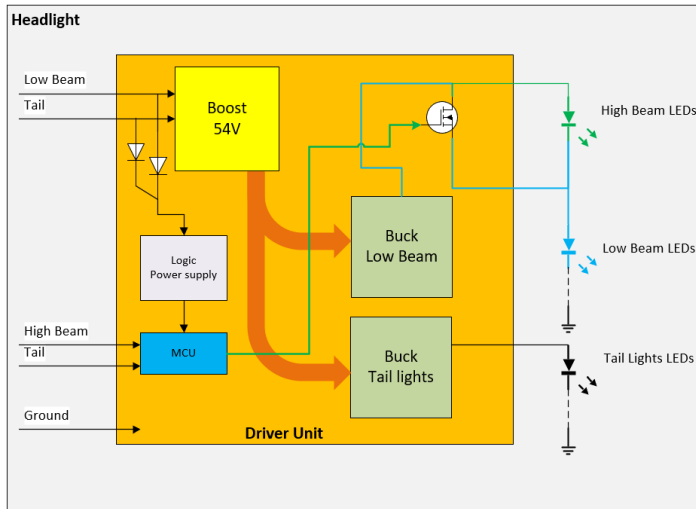 Headlight
Low Beam
Tail
Boost
54V
High Beam LEDs
Buck
Low Beam
Low Beam LEDs
Logic
Power supply
High Beam
Tail
MCU
Buck
Tail lights
Tail Lights LEDs
Ground
Driver Unit